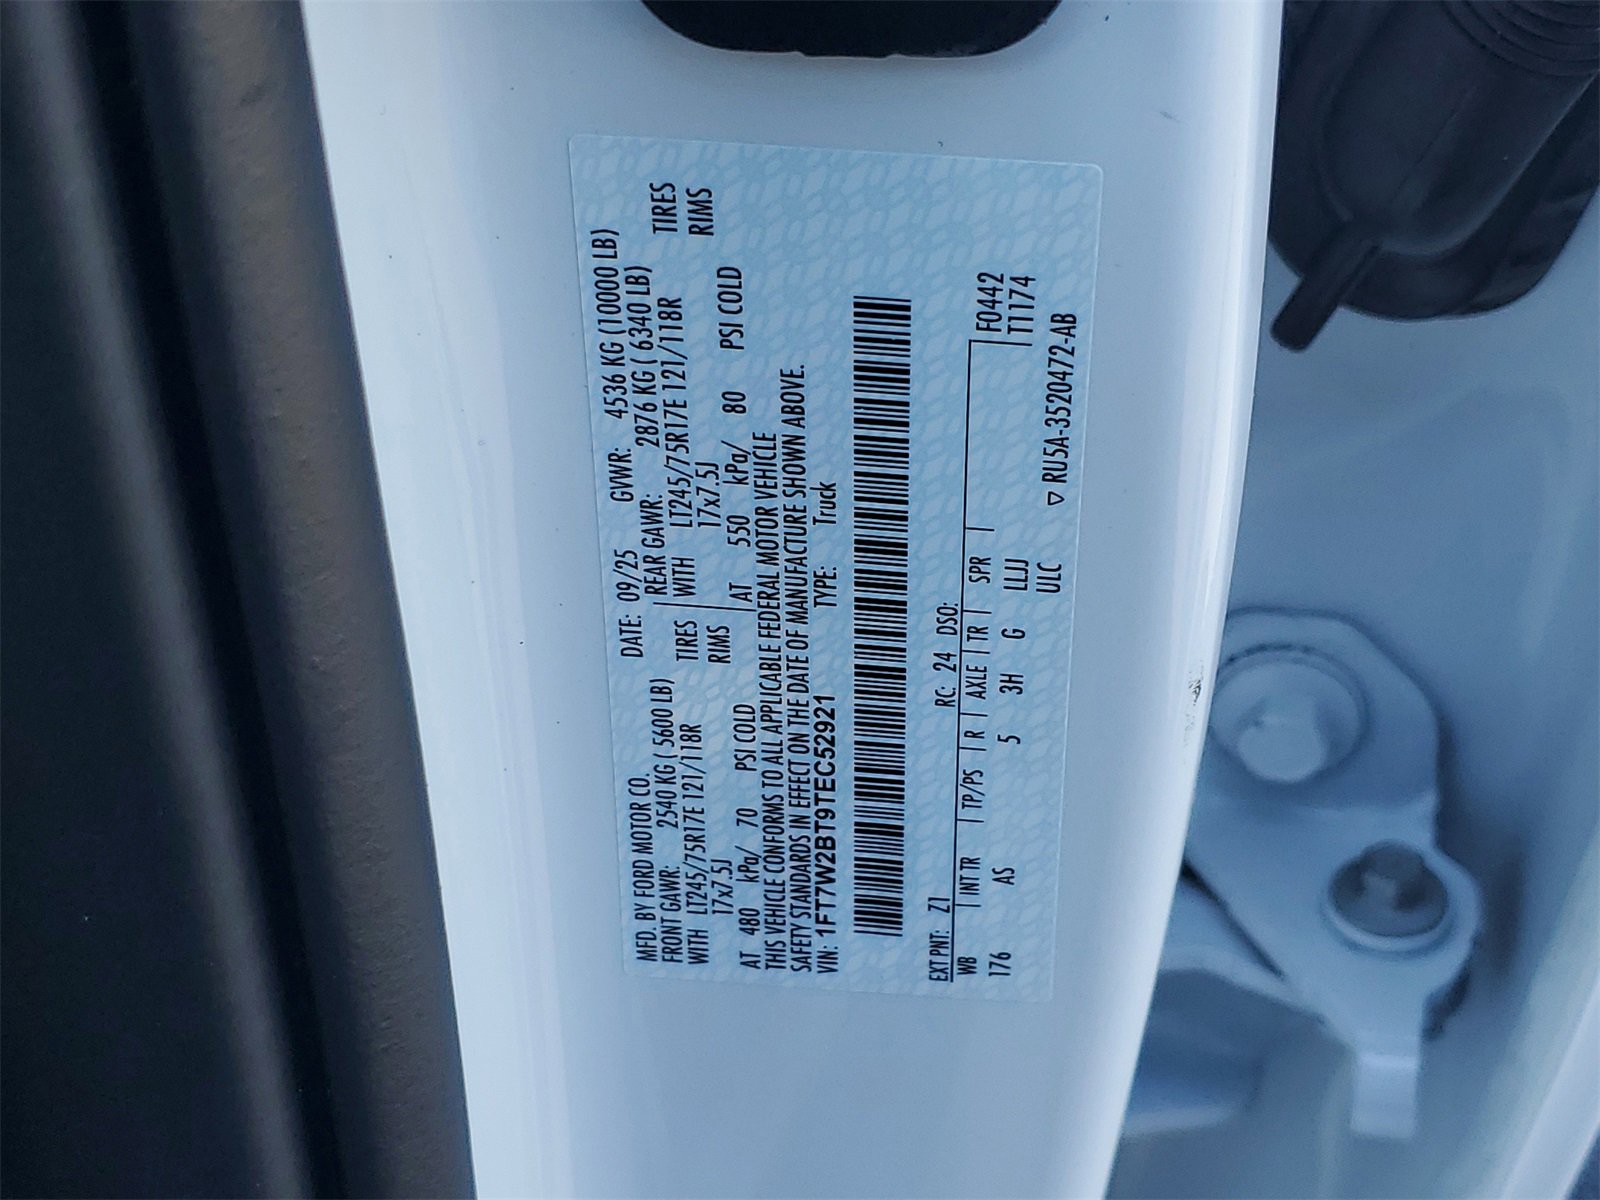 MFD. BY FORD MOTOR CO. DATE: 09/25 GVWR: 4536 KG (10000 LB)
FRONT GAWR: 2540 KG ( 5600 LB) REAR GAWR: 2876 KG ( 6340 LB)
WITH LT245/75R17E 121/118R TIRES WITH LT245/75R17E 121/118R TIRES
17x7.5J RIMS 17x7.5J RIMS
AT 480 kPa/ 70 PSI COLD AT 550 kPa/ 80 PSI COLD
THIS VEHICLE CONFORMS TO ALL APPLICABLE FEDERAL MOTOR VEHICLE
SAFETY STANDARDS IN EFFECT ON THE DATE OF MANUFACTURE SHOWN ABOVE.
VIN: 1FT7W2BT9TEC52921 TYPE: Truck
EXT PNT: Z1 RC: 24 DSO:
WB | INT TR | TP/PS | R | AXLE | TR | SPR | F0442
176 AS 5 3H G LLJJ T1174
ULC ▽ RU5A-3520472-AB